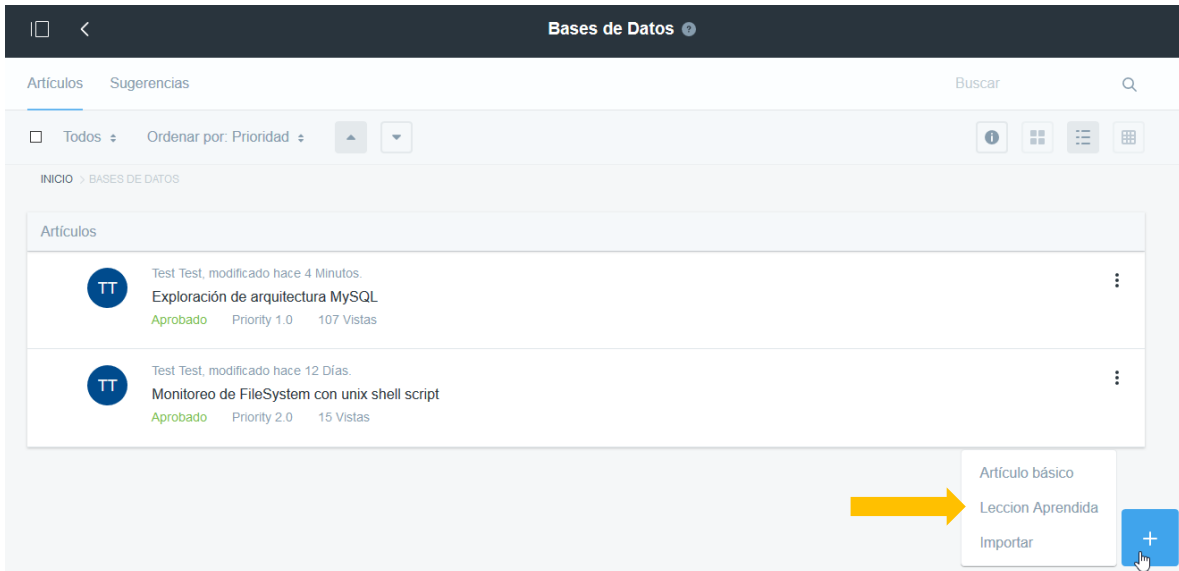 Bases de Datos ?
Artículos Sugerencias Buscar
Todos Ordenar por: Prioridad
INICIO > BASES DE DATOS
Artículos
TT
Test Test, modificado hace 4 Minutos.
Exploración de arquitectura MySQL
Aprobado Priority 1.0 107 Vistas
TT
Test Test, modificado hace 12 Días.
Monitoreo de FileSystem con unix shell script
Aprobado Priority 2.0 15 Vistas
Artículo básico
Leccion Aprendida
Importar
+